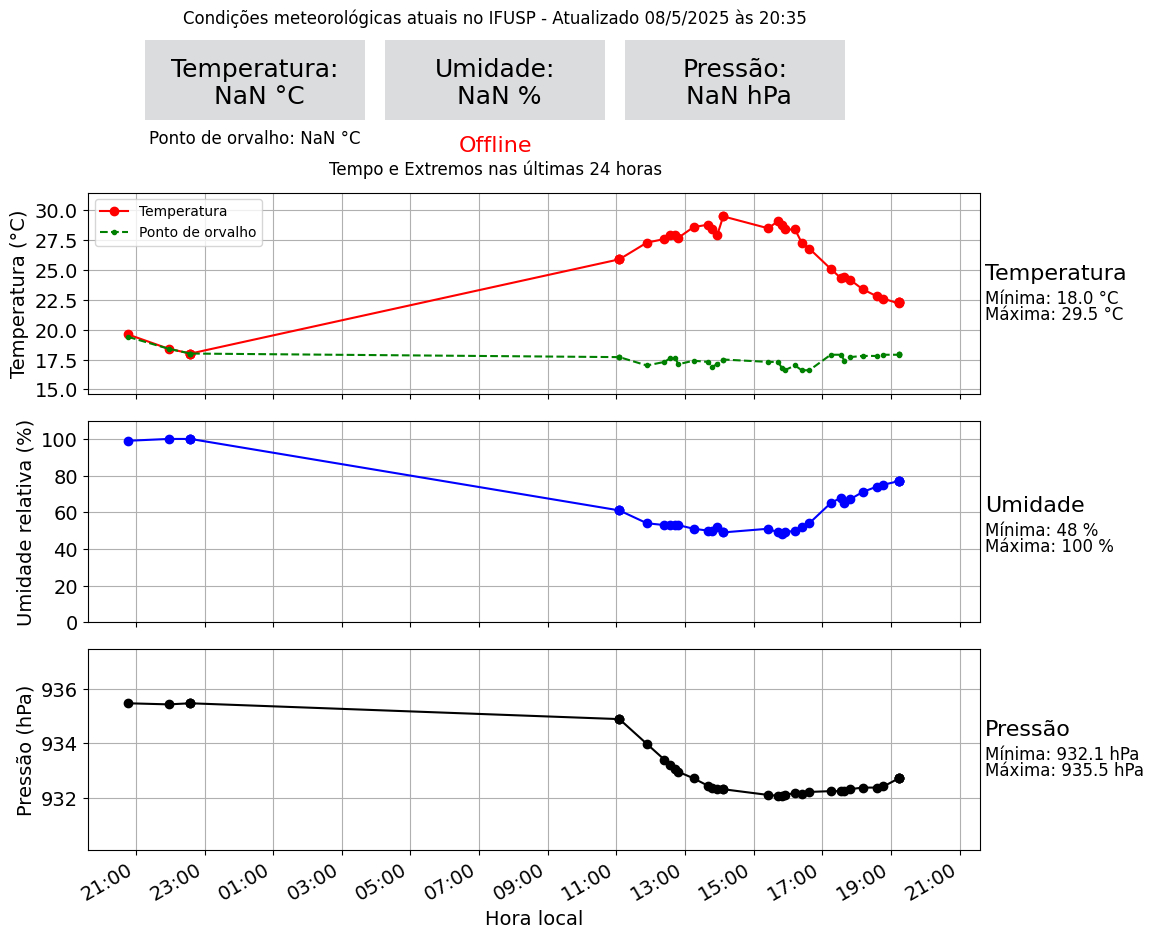 Condições meteorológicas atuais no IFUSP - Atualizado 08/5/2025 às 20:35
Temperatura:
NaN °C
Umidade:
NaN %
Pressão:
NaN hPa
Ponto de orvalho: NaN °C
Offline
Tempo e Extremos nas últimas 24 horas
Temperatura (°C)
30.0
27.5
25.0
22.5
20.0
17.5
15.0
Temperatura
Ponto de orvalho
Temperatura
Mínima: 18.0 °C
Máxima: 29.5 °C
Umidade relativa (%)
100
80
60
40
20
0
Umidade
Mínima: 48 %
Máxima: 100 %
Pressão (hPa)
936
934
932
Pressão
Mínima: 932.1 hPa
Máxima: 935.5 hPa
21:00 23:00 01:00 03:00 05:00 07:00 09:00 11:00 13:00 15:00 17:00 19:00 21:00
Hora local